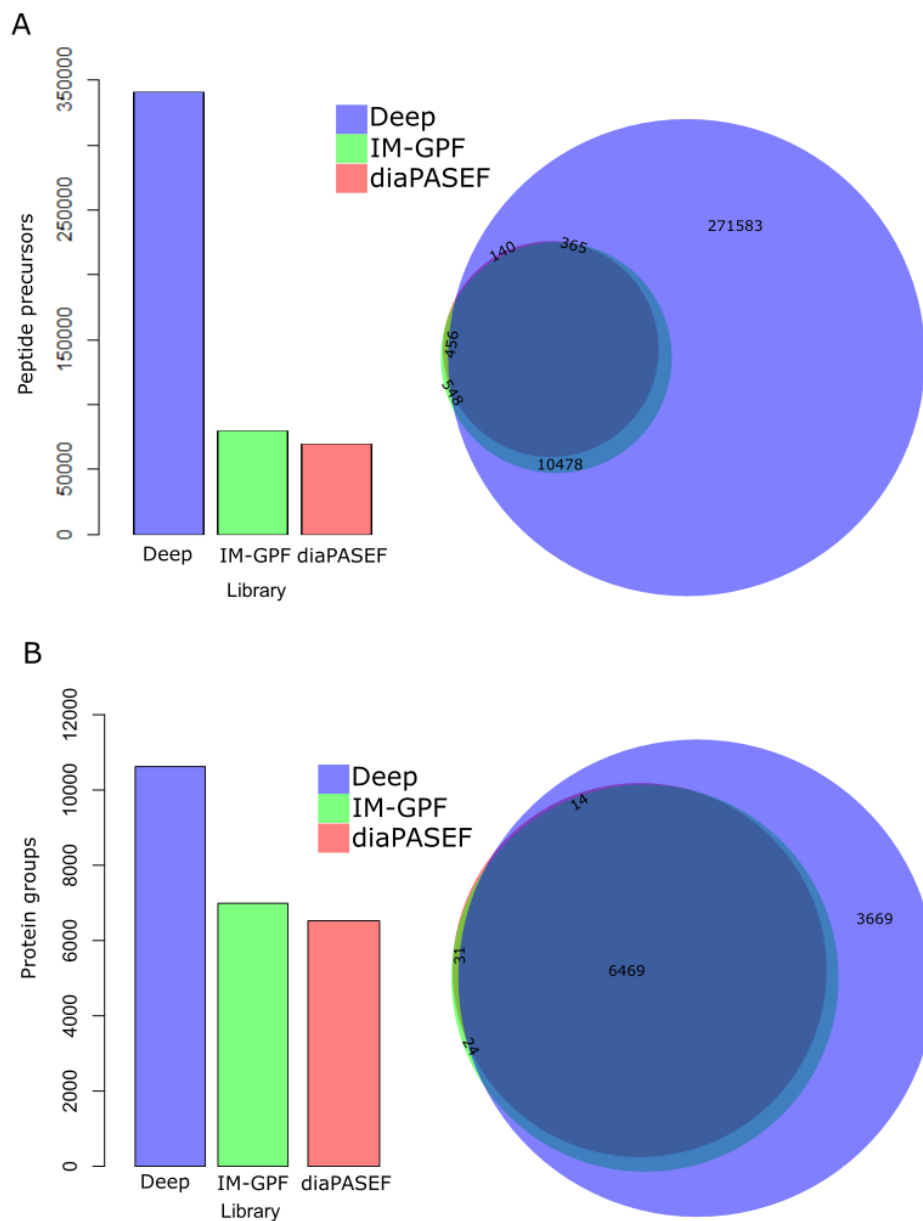 A
350000
250000
150000
50000
0
Peptide precursors
Deep
IM-GPF
diaPASEF
Library
Deep
IM-GPF
diaPASEF
271583
140
365
456
548
10478
B
12000
10000
8000
6000
4000
2000
0
Protein groups
Deep
IM-GPF
diaPASEF
Library
Deep
IM-GPF
diaPASEF
14
3669
31
6469
24